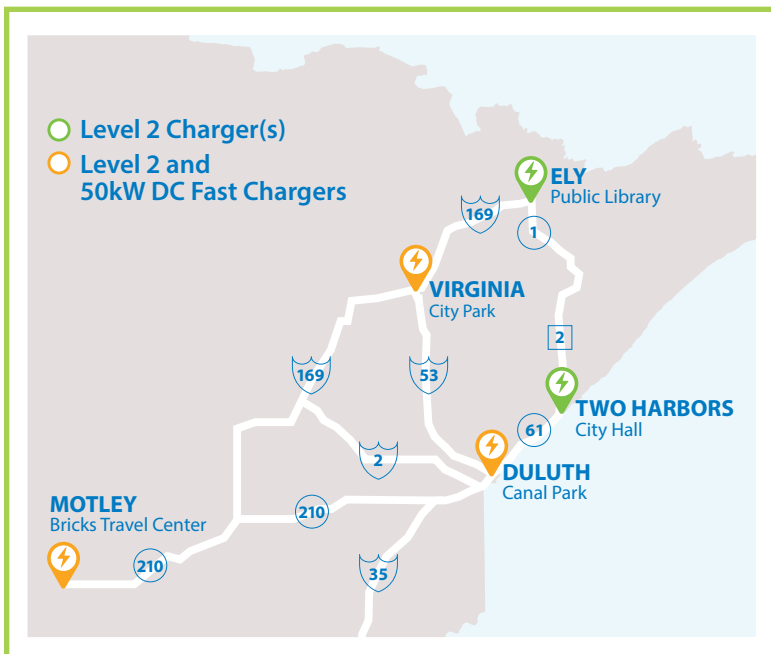 Level 2 Charger(s)
Level 2 and
50kW DC Fast Chargers
ELY
Public Library
169
1
VIRGINIA
City Park
2
169
53
TWO HARBORS
City Hall
61
2
DULUTH
Canal Park
MOTLEY
Bricks Travel Center
210
210
35